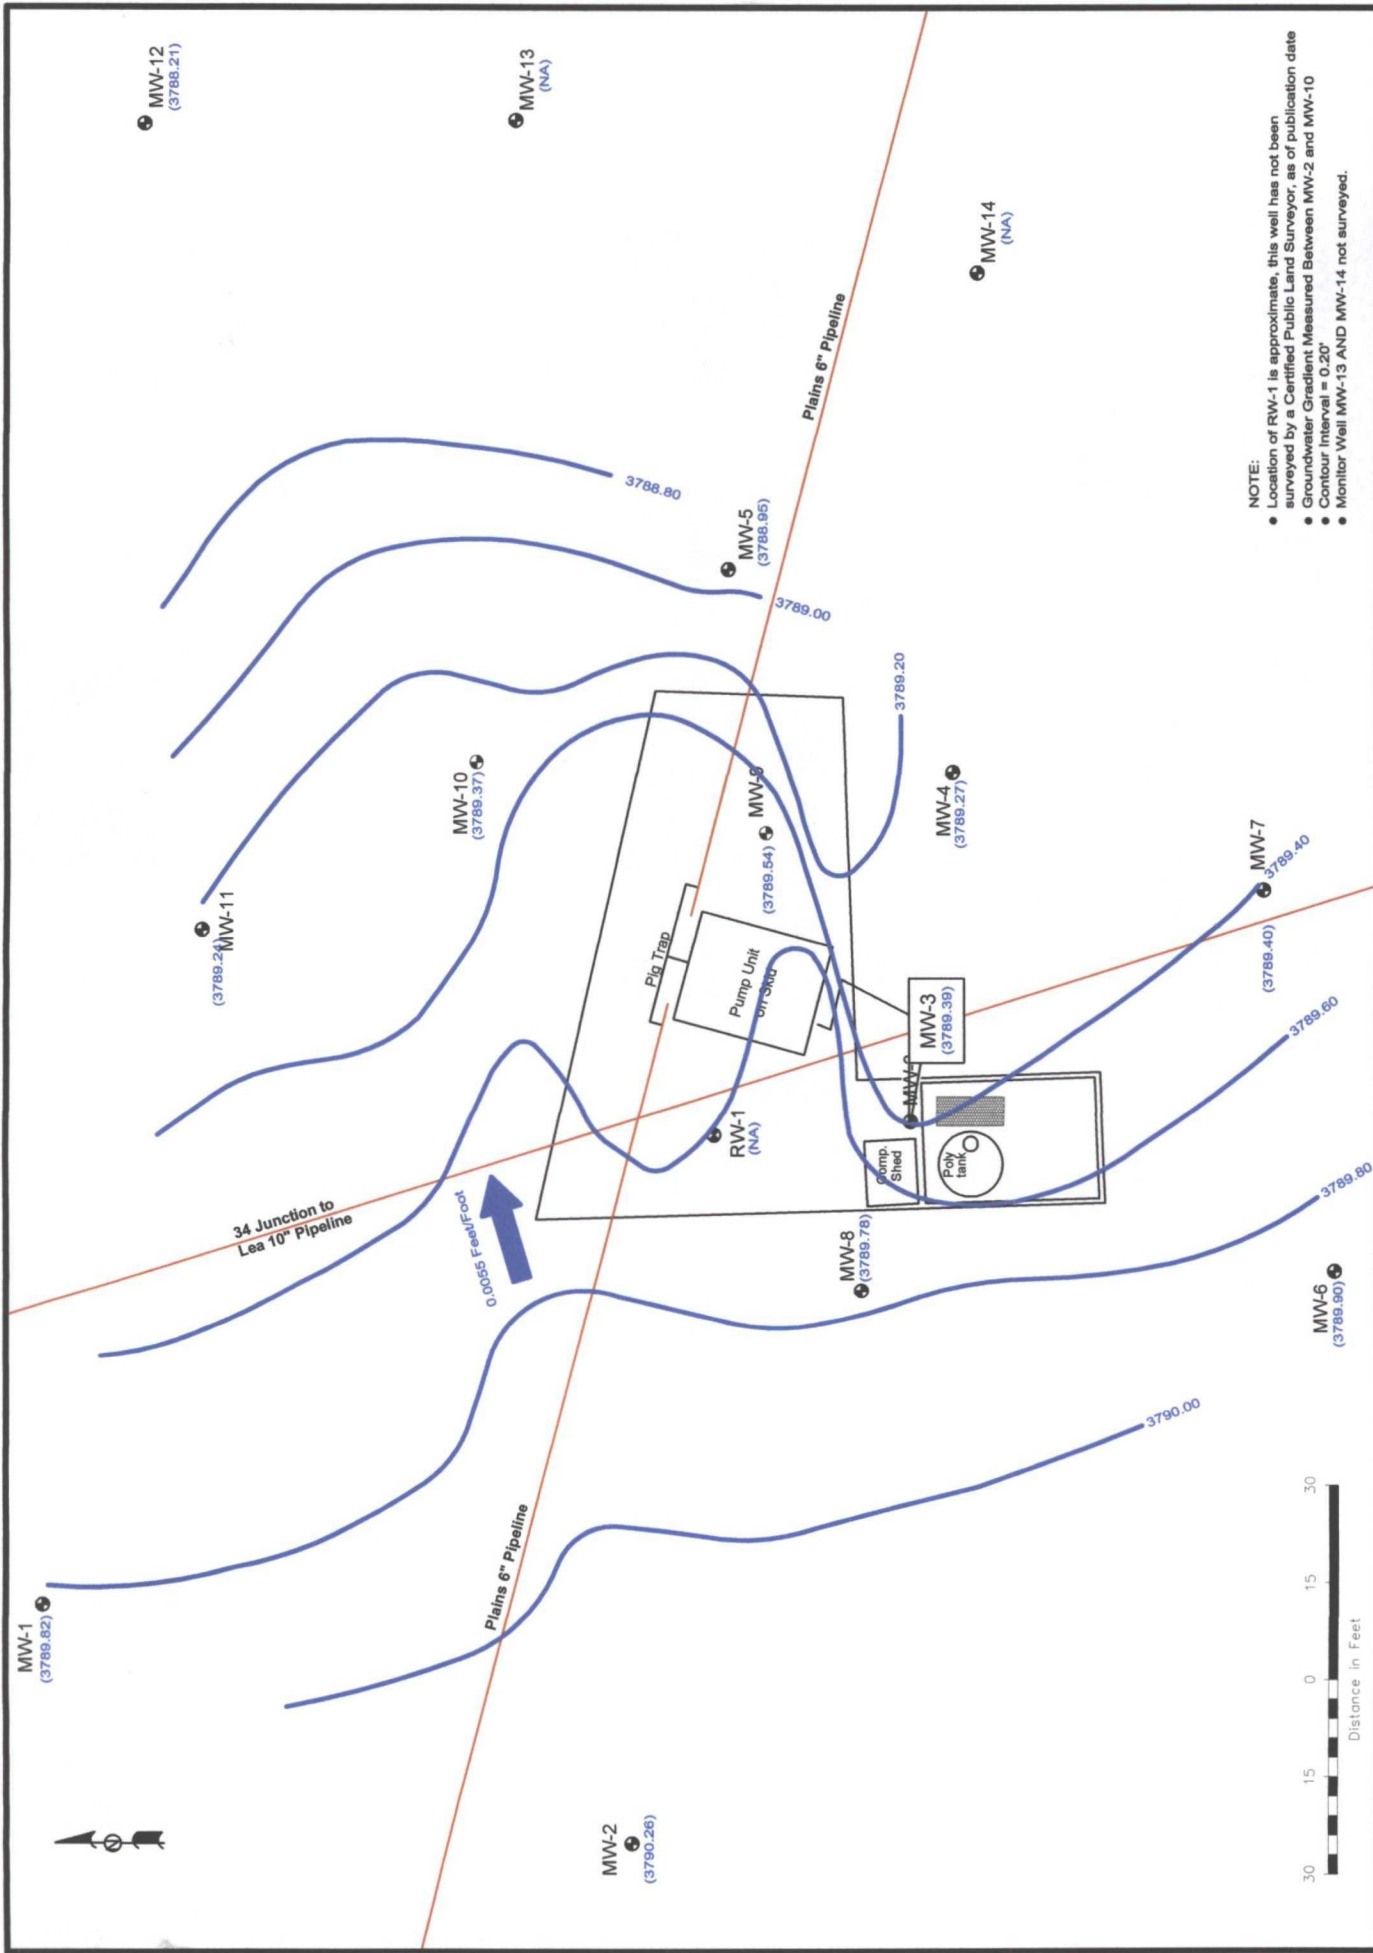 MW-1
(3789.82)
MW-12
(3788.21)
MW-11
(3789.24)
34 Junction to
Lea 10" Pipeline
MW-10
(3789.37)
MW-13
(NA)
0.0055 Feet/Foot
3788.80
N
Plains 6" Pipeline
MW-2
(3790.26)
Pig Trap
Pump Unit
on Skid
RW-1
(NA)
MW-9
(3789.54)
MW-5
(3788.95)
3789.00
Plains 6" Pipeline
MW-8
(3789.78)
Comp.
Shed
MW-3
(3789.39)
3789.20
MW-4
(3789.27)
MW-14
(NA)
Poly
tank
3790.00
MW-7
(3789.40)
3789.40
3789.60
3789.80
MW-6
(3789.90)
30
15
0
15
30
Distance in Feet
NOTE:
● Location of RW-1 is approximate, this well has not been
surveyed by a Certified Public Land Surveyor, as of publication date
● Groundwater Gradient Measured Between MW-2 and MW-10
● Contour Interval = 0.20'
● Monitor Well MW-13 AND MW-14 not surveyed.